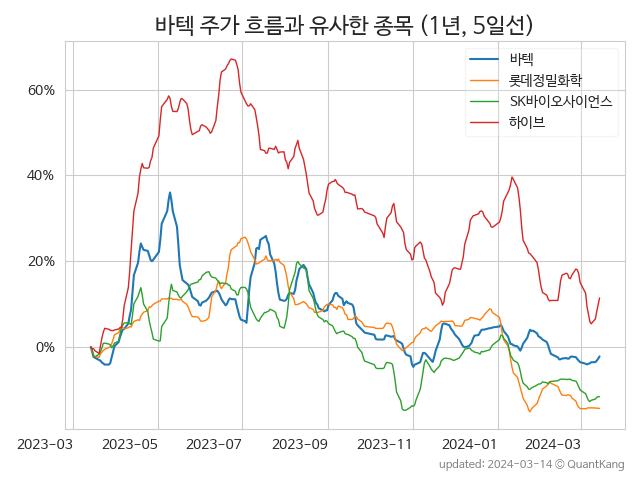 바텍 주가 흐름과 유사한 종목 (1년, 5일선)
바텍
롯데정밀화학
SK바이오사이언스
하이브
60%
40%
20%
0%
2023-03 2023-05 2023-07 2023-09 2023-11 2024-01 2024-03
updated: 2024-03-14 © QuantKang